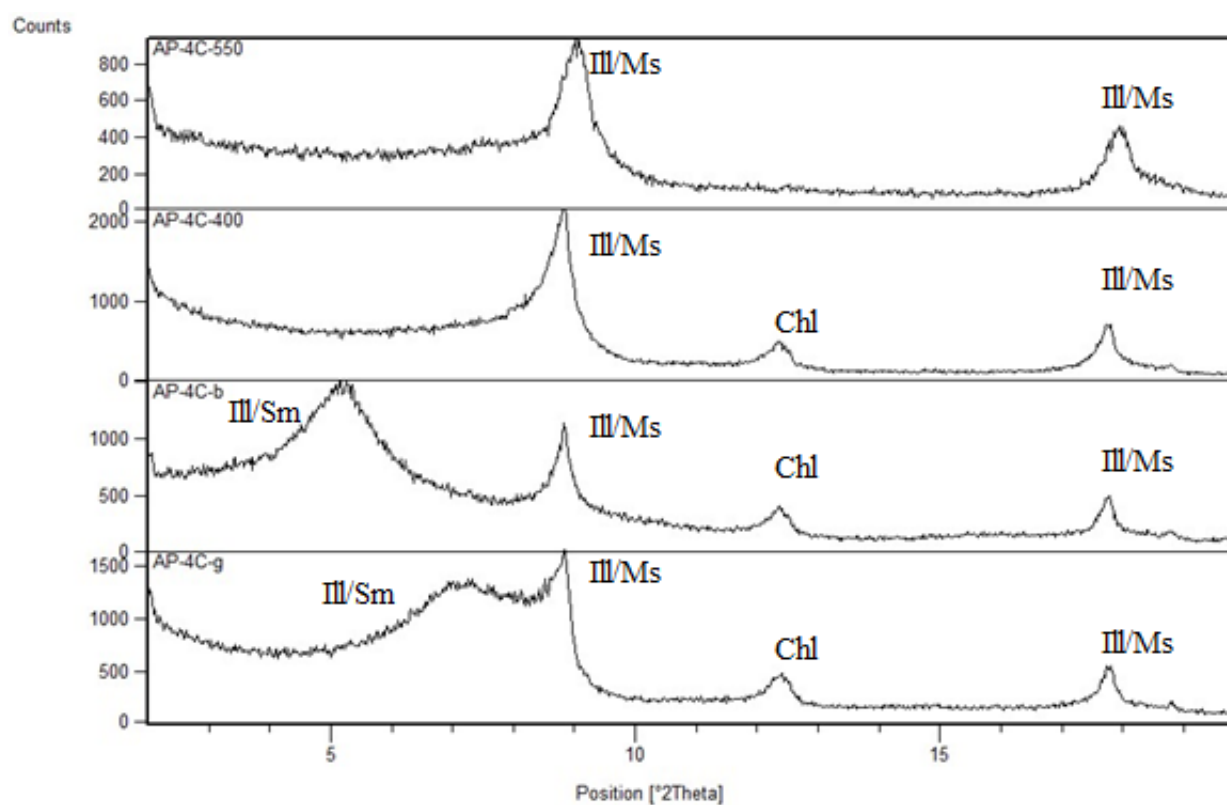 Counts
AP-4C-550
Ill/Ms
Ill/Ms
800
600
400
200
0
AP-4C-400
Ill/Ms
Ill/Ms
Chl
2000
1000
0
AP-4C-b
Ill/Sm
Ill/Ms
Chl
Ill/Ms
1000
500
0
AP-4C-g
Ill/Sm
Ill/Ms
Chl
Ill/Ms
1500
1000
500
0
5 10 15
Position [°2Theta]